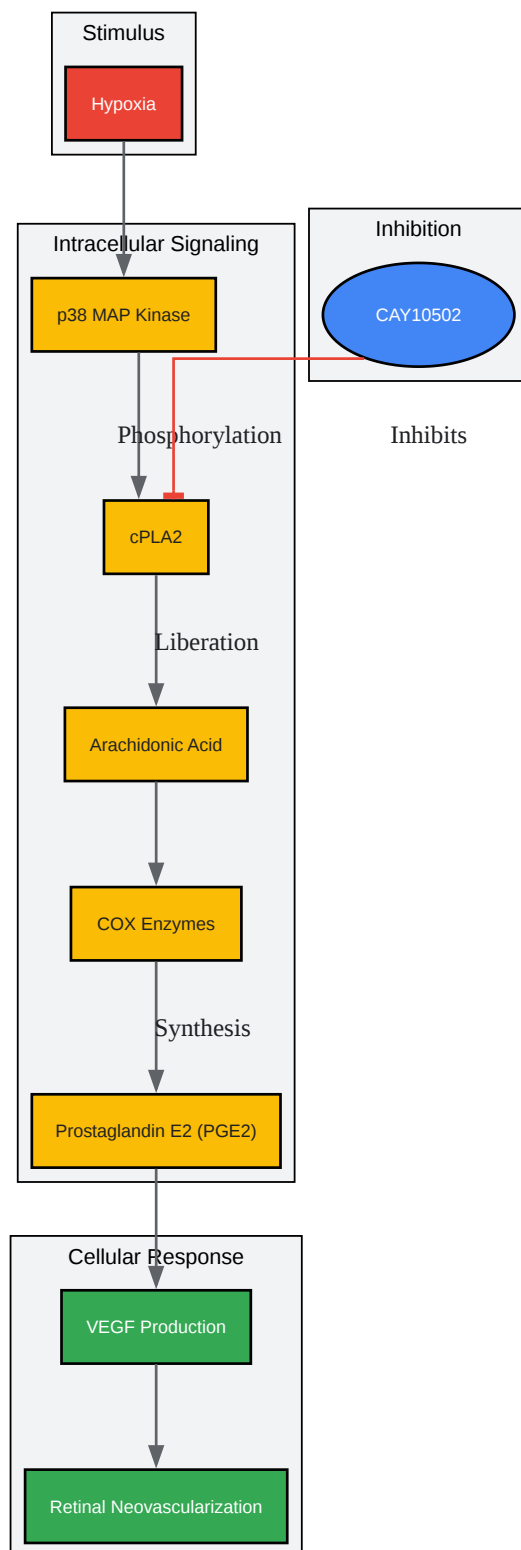 Stimulus
Hypoxia
Intracellular Signaling
Inhibition
p38 MAP Kinase
CAY10502
Phosphorylation
Inhibits
cPLA2
Liberation
Arachidonic Acid
COX Enzymes
Synthesis
Prostaglandin E2 (PGE2)
Cellular Response
VEGF Production
Retinal Neovascularization